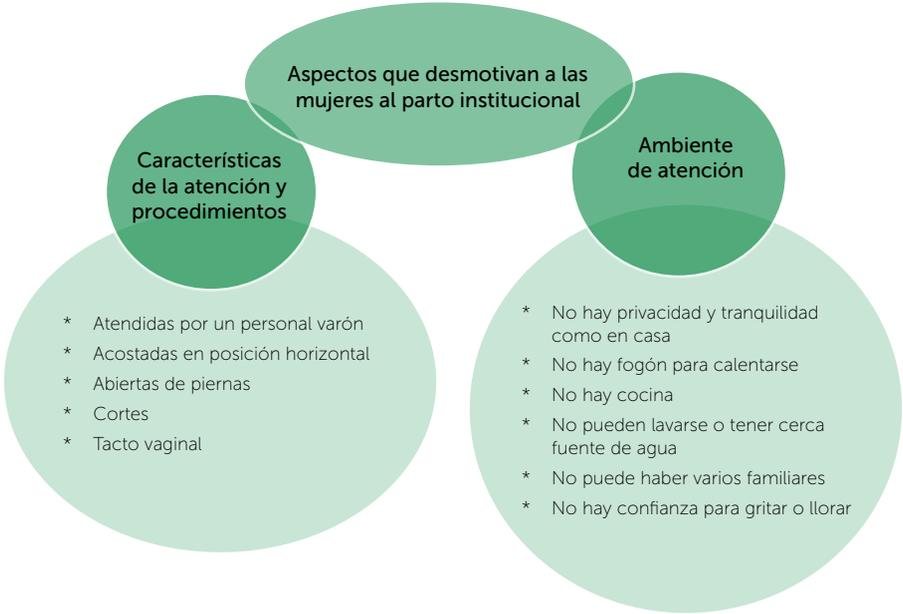 Aspectos que desmotivan a las
mujeres al parto institucional
Características
de la atención y
procedimientos
* Atendidas por un personal varón
* Acostadas en posición horizontal
* Abiertas de piernas
* Cortes
* Tacto vaginal
Ambiente
de atención
* No hay privacidad y tranquilidad
como en casa
* No hay fogón para calentarse
* No hay cocina
* No pueden lavarse o tener cerca
fuente de agua
* No puede haber varios familiares
* No hay confianza para gritar o llorar